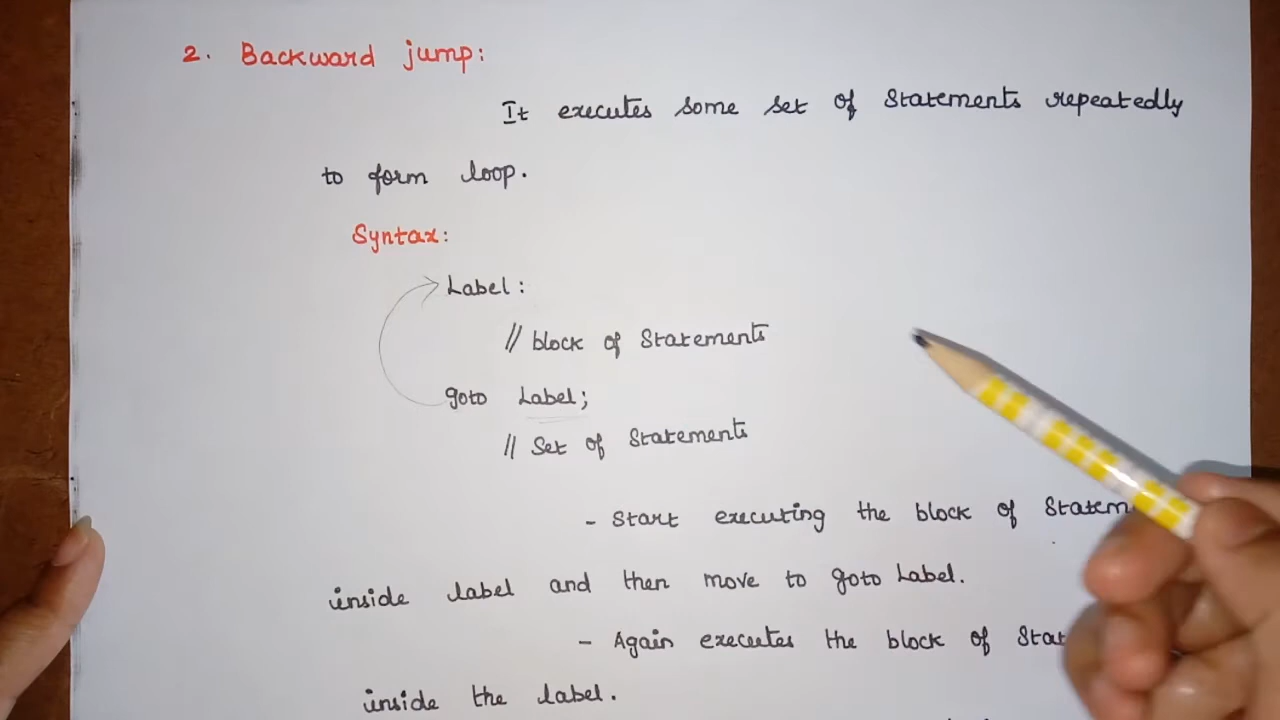 2. Backward jump:
It executes some set of statements repeatedly
to form loop.
Syntax:
Label:
// block of statements
goto Label;
// set of statements
- Start executing the block of
inside label and then move to goto Label.
- Again executes the block of
inside the label.